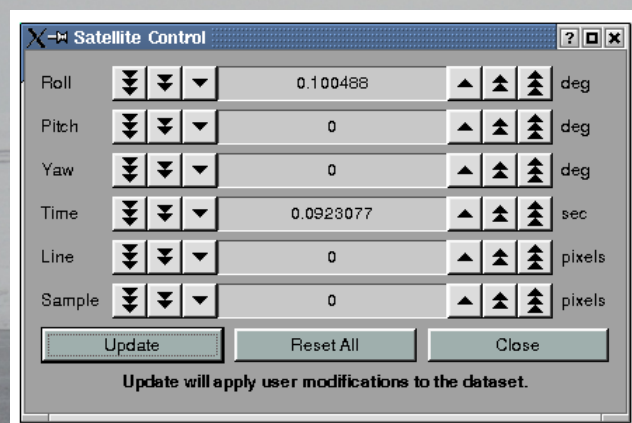 Satellite Control ?
Roll 0.100488 deg
Pitch 0 deg
Yaw 0 deg
Time 0.0923077 sec
Line 0 pixels
Sample 0 pixels
Update Reset All Close
Update will apply user modifications to the dataset.